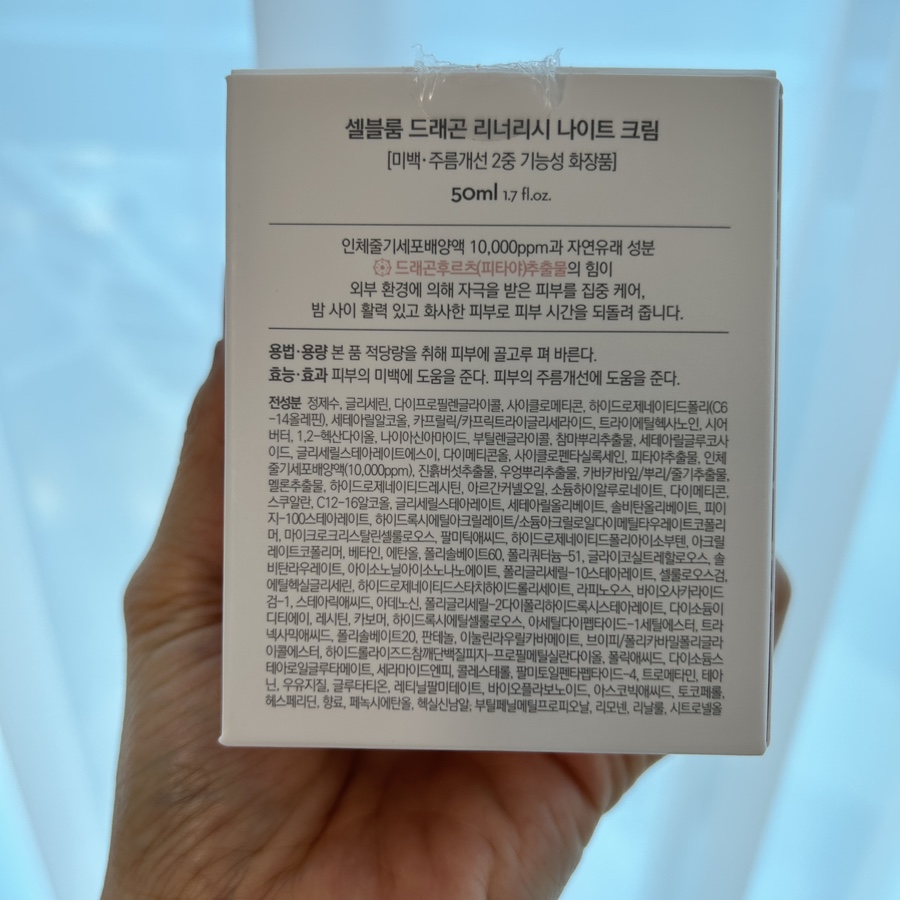 셀블룸 드래곤 리너리시 나이트 크림
[미백·주름개선 2중 기능성 화장품]
50ml 1.7 fl.oz.
인체줄기세포배양액 10,000ppm과 자연유래 성분
드래곤후르츠(피타야)추출물의 힘이
외부 환경에 의해 자극을 받은 피부를 집중 케어,
밤 사이 활력 있고 화사한 피부로 피부 시간을 되돌려 줍니다.
용법·용량 본 품 적당량을 취해 피부에 골고루 펴 바른다.
효능·효과 피부의 미백에 도움을 준다. 피부의 주름개선에 도움을 준다.
전성분 정제수, 글리세린, 다이프로필렌글라이콜, 사이클로메티콘, 하이드로제네이티드폴리(C6
-14올레핀), 세테아릴알코올, 카프릴릭/카프릭트라이글리세라이드, 트라이에틸헥사노인, 시어
버터, 1,2-헥산다이올, 나이아신아마이드, 부틸렌글라이콜, 참마뿌리추출물, 세테아릴글루코사
이드, 글리세릴스테아레이트에스이, 다이메티콘올, 사이클로펜타실록세인, 피타야추출물, 인체
줄기세포배양액(10,000ppm), 진흙버섯추출물, 우엉뿌리추출물, 카바카바잎/뿌리/줄기추출물,
멜론추출물, 하이드로제네이티드레시틴, 아르간커넬오일, 소듐하이알루로네이트, 다이메티콘,
스쿠알란, C12-16알코올, 글리세릴스테아레이트, 세테아릴올리베이트, 솔비탄올리베이트, 피이
지-100스테아레이트, 하이드록시에틸아크릴레이트/소듐아크릴로일다이메틸타우레이트코폴리
머, 마이크로크리스탈린셀룰로오스, 팔미틱애씨드, 하이드로제네이티드폴리아이소부텐, 아크릴
레이트코폴리머, 베타인, 에탄올, 폴리솔베이트60, 폴리쿼터늄-51, 글라이코실트레할로오스, 솔
비탄라우레이트, 아이소노닐아이소노나노에이트, 폴리글리세릴-10스테아레이트, 셀룰로오스검,
에틸헥실글리세린, 하이드로제네이티드스타치하이드롤리세이트, 라피노오스, 바이오사카라이드
검-1, 스테아릭애씨드, 아데노신, 폴리글리세릴-2다이폴리하이드록시스테아레이트, 다이소듐이
디티에이, 레시틴, 카보머, 하이드록시에틸셀룰로오스, 아세틸다이펩타이드-1세틸에스터, 트라
넥사믹애씨드, 폴리솔베이트20, 판테놀, 이눌린라우릴카바메이트, 브이피/폴리카바밀폴리글라
이콜에스터, 하이드롤라이즈드참깨단백질피지-프로필메틸실란다이올, 폴릭애씨드, 다이소듐스
테아로일글루타메이트, 세라마이드엔피, 콜레스테롤, 팔미토일펜타펩타이드-4, 트로메타민, 테아
닌, 우유지질, 글루타티온, 레티닐팔미테이트, 바이오플라보노이드, 아스코빅애씨드, 토코페롤,
헤스페리딘, 향료, 페녹시에탄올, 헥실신남알, 부틸페닐메틸프로피오날, 리모넨, 리날룰, 시트로넬올